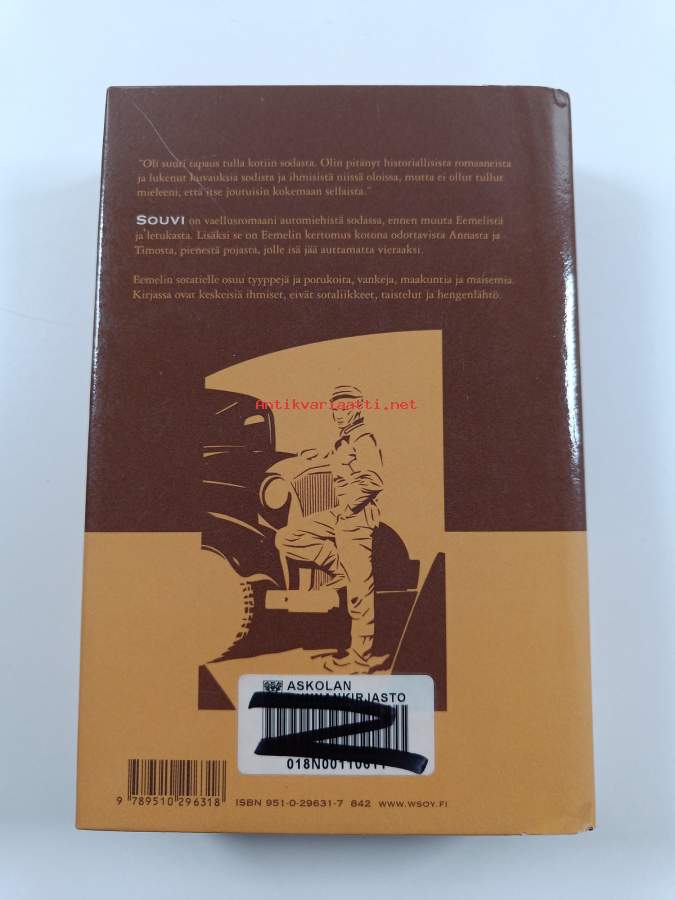 "Oli suuri tapaus tulla kotiin sodasta. Olin pitänyt historiallisista romaaneista
ja lukenut kuvauksia sodista ja ihmisistä niissä oloissa, mutta ei ollut tullut
mieleeni, että itse joutuisin kokemaan sellaista."
SOUVI on vaellusromaani automiehistä sodassa, ennen muuta Eemelistä
ja letukasta. Lisäksi se on Eemelin kertomus kotona odottavista Annasta ja
Timosta, pienestä pojasta, jolle isä jää auttamatta vieraaksi.
Eemelin sotatielle osuu tyyppejä ja porukoita, vankeja, maakuntia ja maisemia.
Kirjassa ovat keskeisiä ihmiset, eivät sotaliikkeet, taistelut ja hengenlähtö.
Antikvariaatti.net
ASKOLAN
KUNNANKIRJASTO
9 789510 296318
ISBN 951-0-29631-7 842 WWW.WSOY.FI